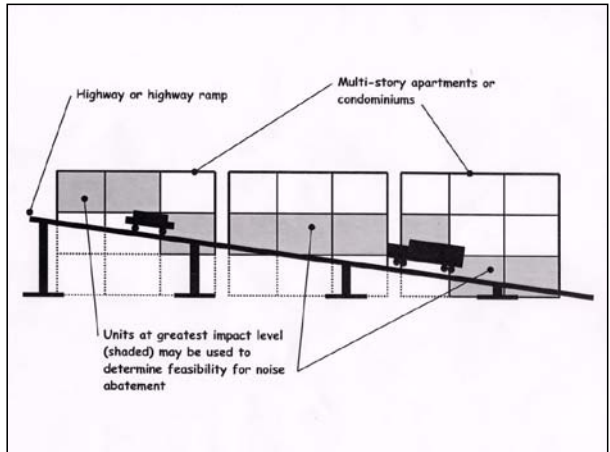 Multi-story apartments or
condominiums
Highway or highway ramp
Units at greatest impact level
(shaded) may be used to
determine feasibility for noise
abatement